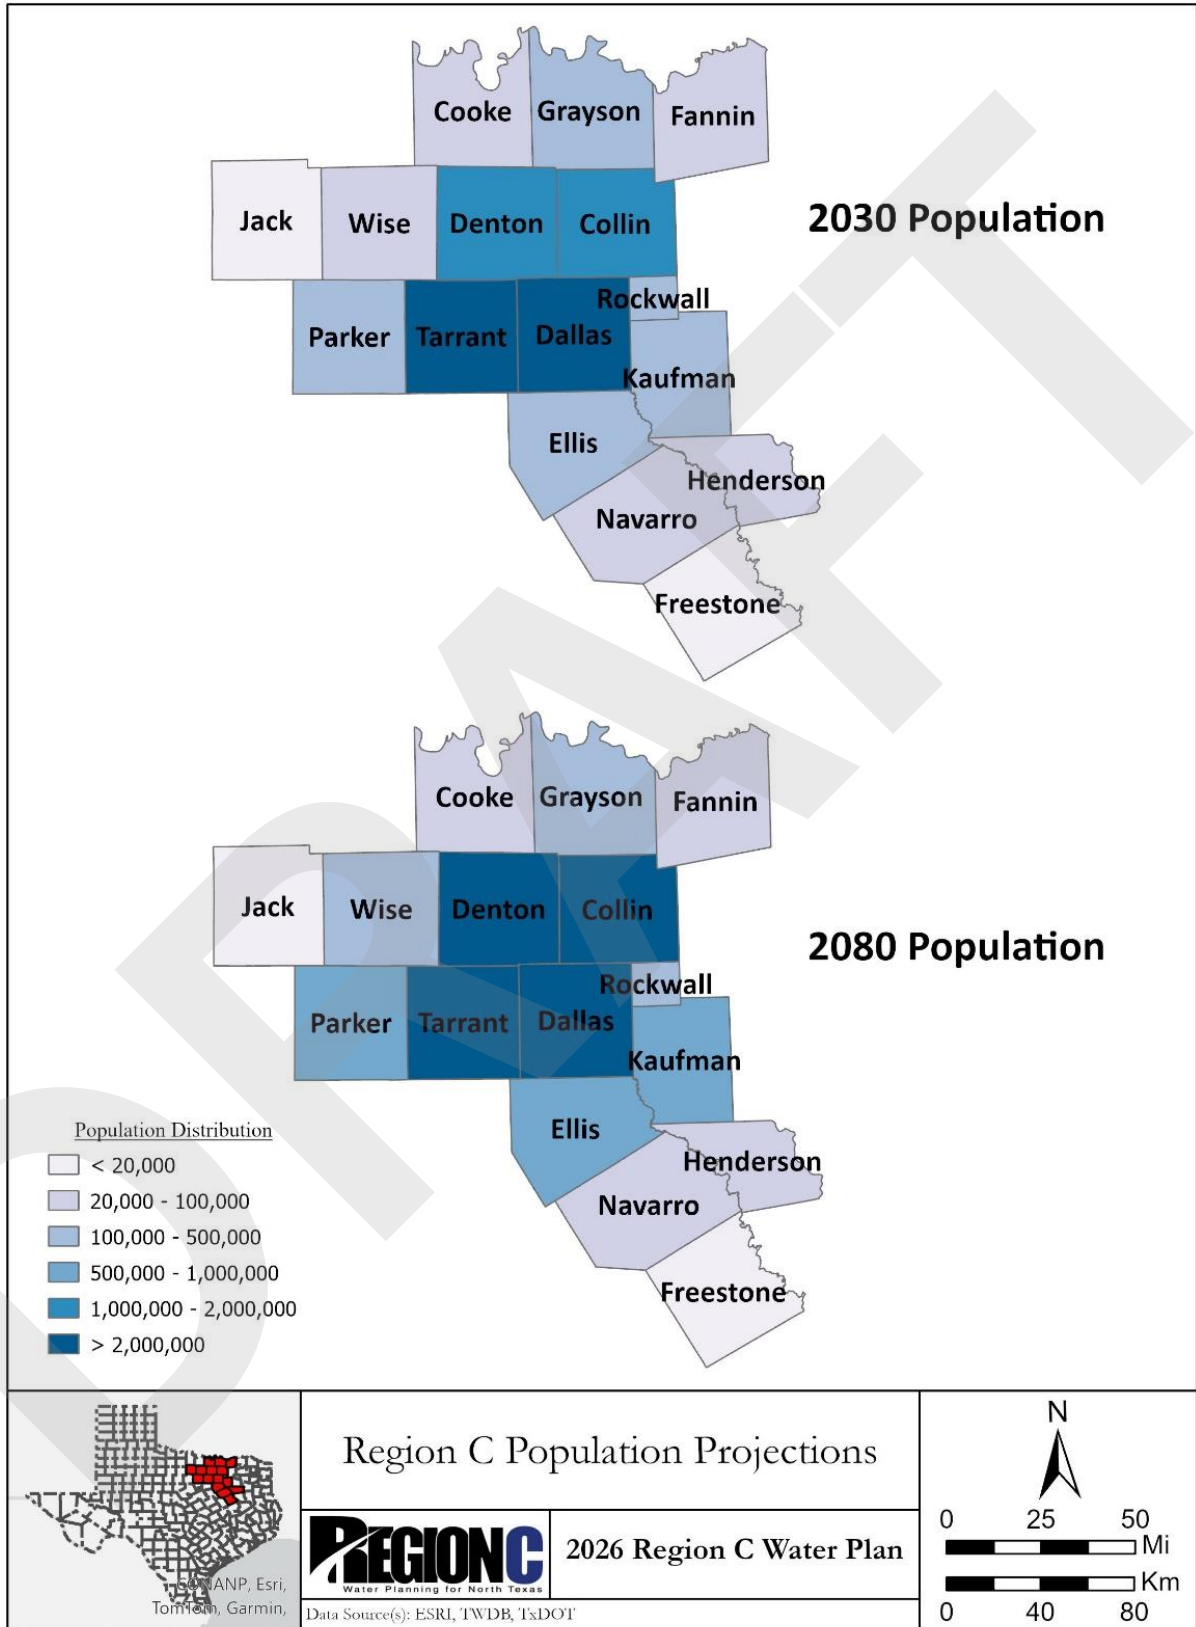 Cooke
Grayson
Fannin
Jack
Wise
Denton
Collin
2030 Population
Rockwall
Parker
Tarrant
Dallas
Kaufman
Ellis
Henderson
Navarro
Freestone
Cooke
Grayson
Fannin
Jack
Wise
Denton
Collin
2080 Population
Rockwall
Parker
Tarrant
Dallas
Kaufman
Ellis
Henderson
Navarro
Freestone
Population Distribution
< 20,000
20,000 - 100,000
100,000 - 500,000
500,000 - 1,000,000
1,000,000 - 2,000,000
> 2,000,000
DRAFT
CONANP, Esri,
TomTom, Garmin,
Region C Population Projections
REGION C
Water Planning for North Texas
2026 Region C Water Plan
Data Source(s): ESRI, TWDB, TxDOT
N
0 25 50
Mi
Km
0 40 80